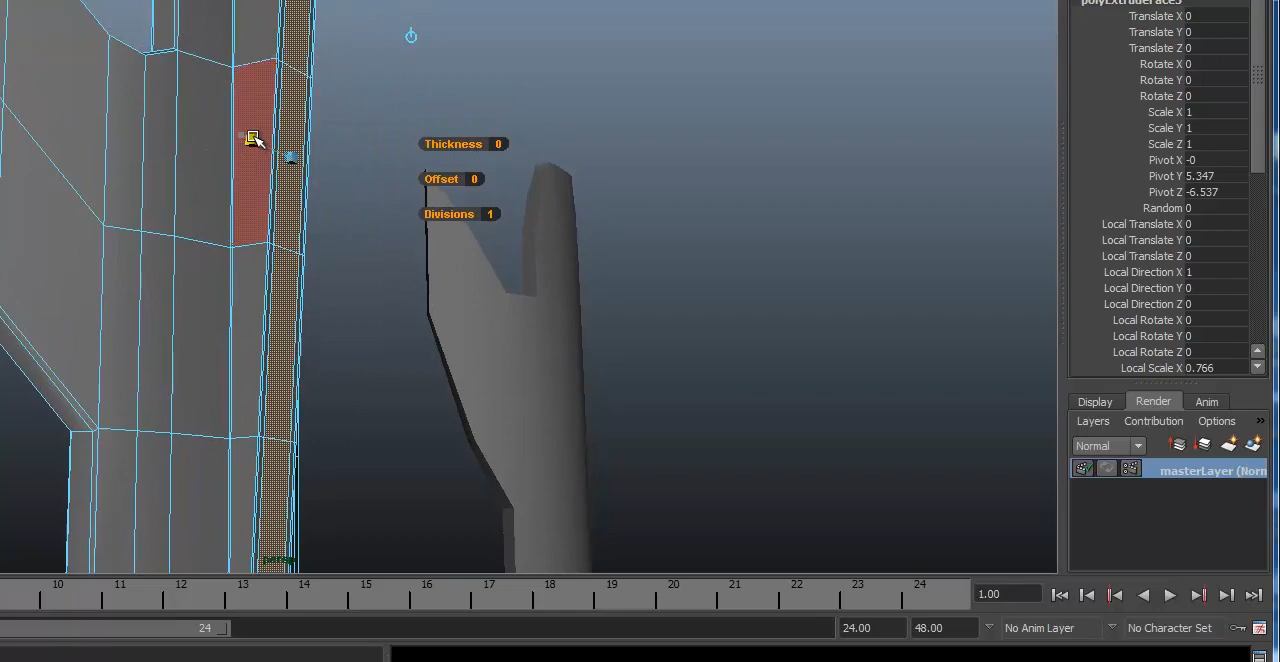 polyExtrudeFace5
Translate X 0
Translate Y 0
Translate Z 0
Rotate X 0
Rotate Y 0
Rotate Z 0
Scale X 1
Scale Y 1
Scale Z 1
Pivot X -0
Pivot Y 5.347
Pivot Z -6.537
Random 0
Local Translate X 0
Local Translate Y 0
Local Translate Z 0
Local Direction X 1
Local Direction Y 0
Local Direction Z 0
Local Rotate X 0
Local Rotate Y 0
Local Rotate Z 0
Local Scale X 0.766
Thickness 0
Offset 0
Divisions 1
Display Render Anim
Layers Contribution Options »
Normal
masterLayer (Norn
persp
10 11 12 13 14 15 16 17 18 19 20 21 22 23 24
1.00
24
24.00 48.00 No Anim Layer No Character Set